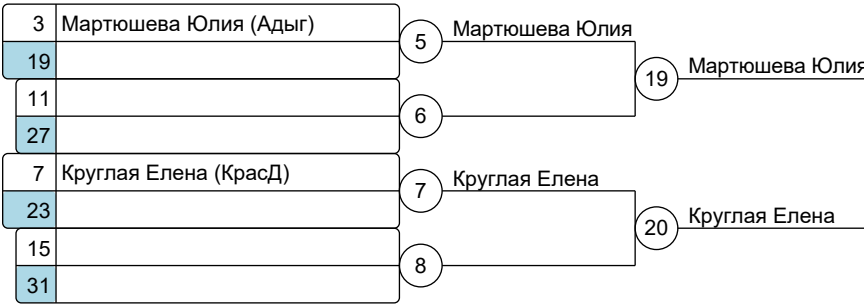 3 Мартюшева Юлия (Адыг)
5 Мартюшева Юлия
19
19 Мартюшева Юлия
11
6
27
7 Круглая Елена (КрасД)
7 Круглая Елена
23
20 Круглая Елена
15
8
31